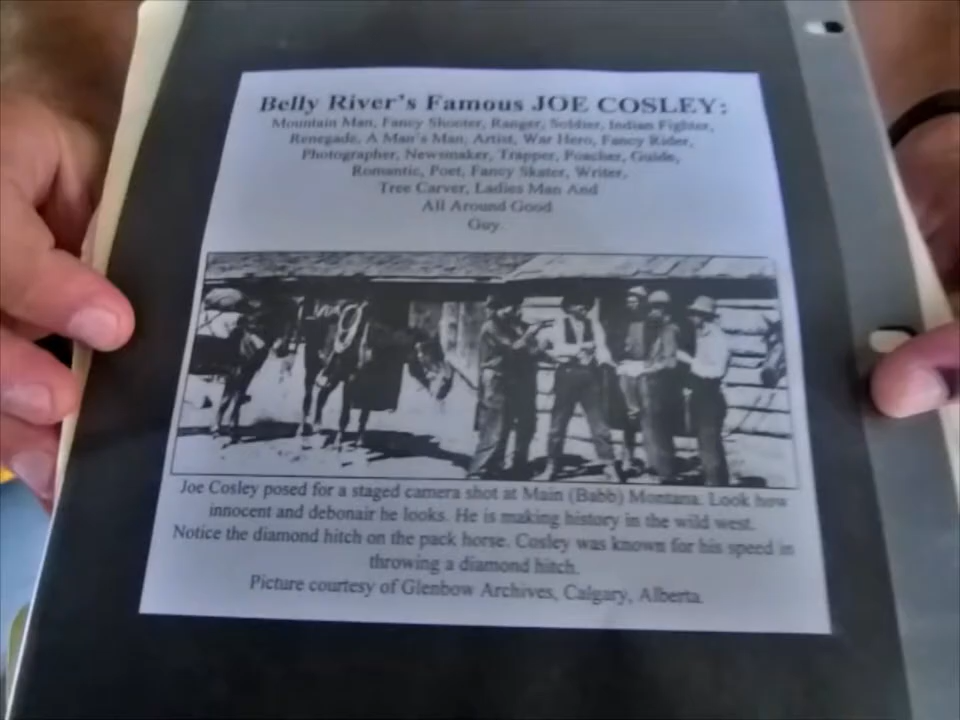 Belly River's Famous JOE COSLEY:
Mountain Man, Fancy Shooter, Ranger, Soldier, Indian Fighter,
Renegade, A Man's Man, Artist, War Hero, Fancy Rider,
Photographer, Newsmaker, Trapper, Poacher, Guide,
Romantic, Poet, Fancy Skater, Writer,
Tree Carver, Ladies Man And
All Around Good
Guy
Joe Cosley posed for a staged camera shot at Main (Babb) Montana. Look how
innocent and debonair he looks. He is making history in the wild west.
Notice the diamond hitch on the pack horse. Cosley was known for his speed in
throwing a diamond hitch.
Picture courtesy of Glenbow Archives, Calgary, Alberta.